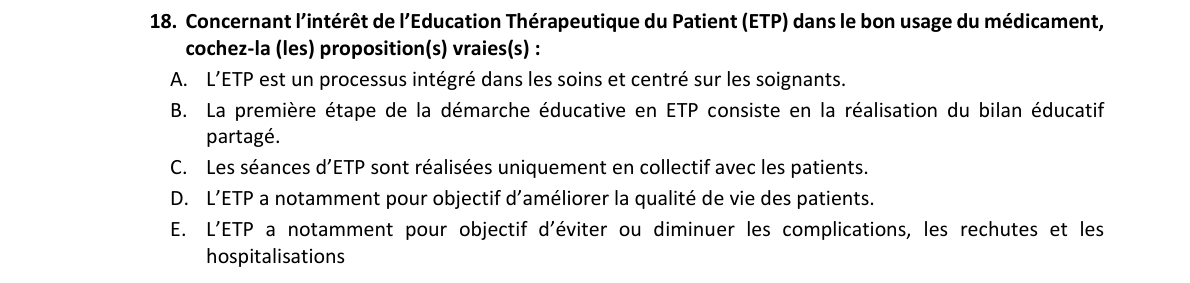 18. Concernant l’intérêt de l’Education Thérapeutique du Patient (ETP) dans le bon usage du médicament,
cochez-la (les) proposition(s) vraies(s) :
A. L’ETP est un processus intégré dans les soins et centré sur les soignants.
B. La première étape de la démarche éducative en ETP consiste en la réalisation du bilan éducatif
partagé.
C. Les séances d’ETP sont réalisées uniquement en collectif avec les patients.
D. L’ETP a notamment pour objectif d’améliorer la qualité de vie des patients.
E. L’ETP a notamment pour objectif d’éviter ou diminuer les complications, les rechutes et les
hospitalisations